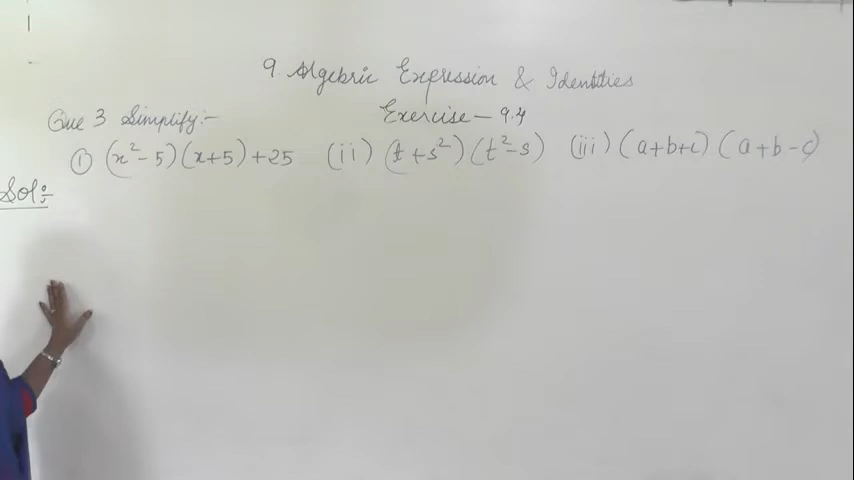 9 Algebric Expression & Identities
Exercise - 9.4
Que 3 Simplify:-
① (x²-5)(x+5)+25 (ii) (t+s²)(t²-s) (iii) (a+b+c)(a+b-c)
Sol:-